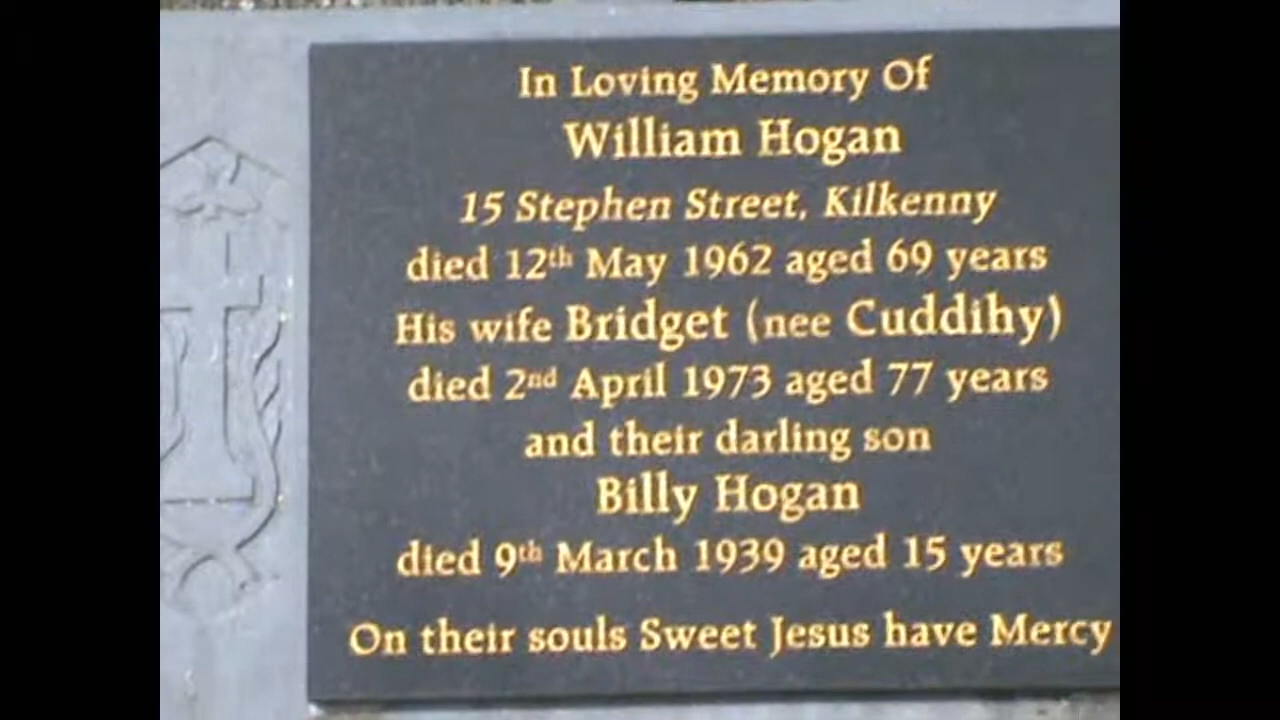 In Loving Memory Of
William Hogan
15 Stephen Street, Kilkenny
died 12th May 1962 aged 69 years
His wife Bridget (nee Cuddihy)
died 2nd April 1973 aged 77 years
and their darling son
Billy Hogan
died 9th March 1939 aged 15 years
On their souls Sweet Jesus have Mercy